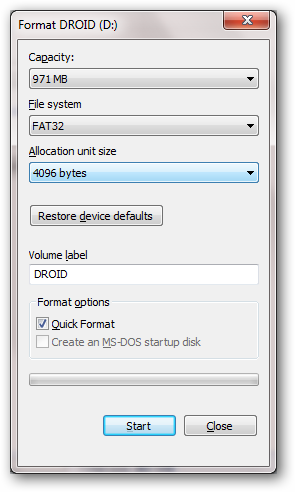 Format DROID (D:)
Capacity:
971 MB
File system
FAT32
Allocation unit size
4096 bytes
Restore device defaults
Volume label
DROID
Format options
Quick Format
Create an MS-DOS startup disk
Start
Close